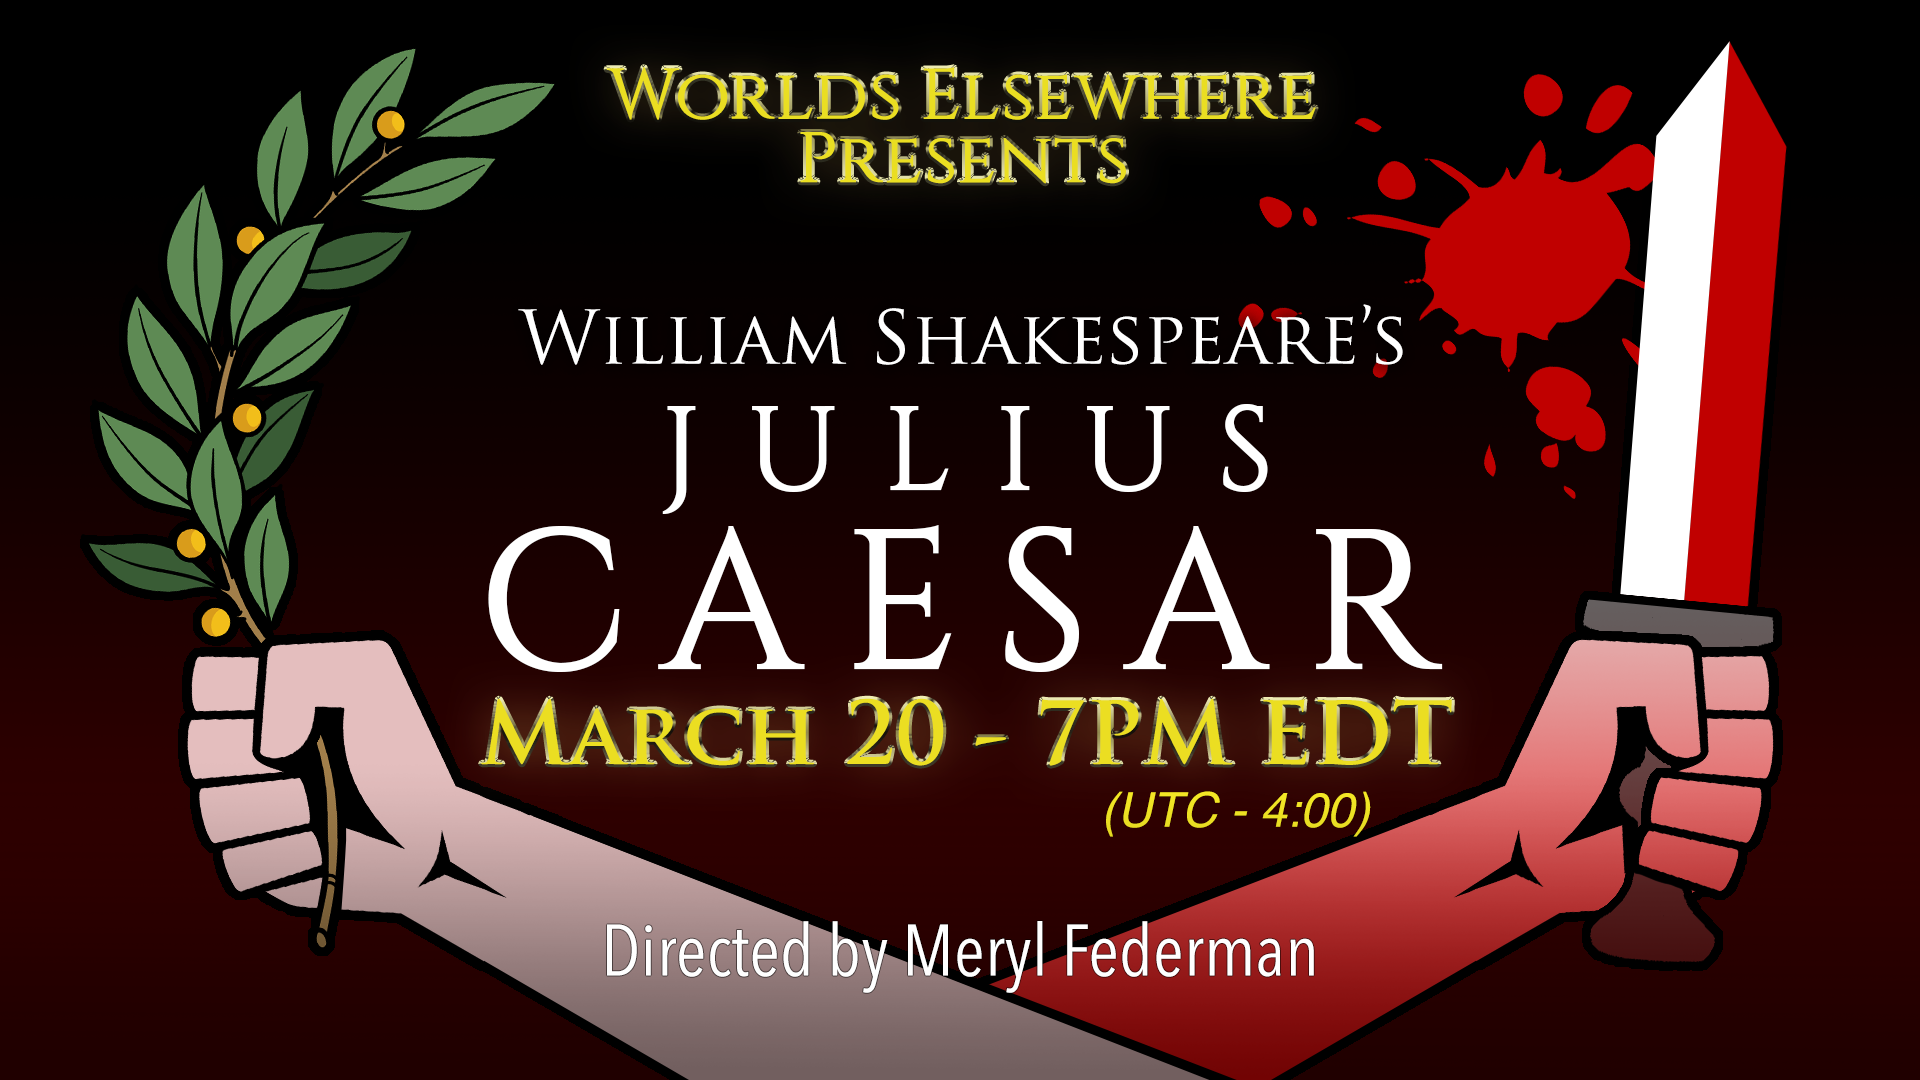 Worlds Elsewhere
Presents
William Shakespeare's
JULIUS
CAESAR
March 20 - 7PM EDT
(UTC - 4:00)
Directed by Meryl Federman